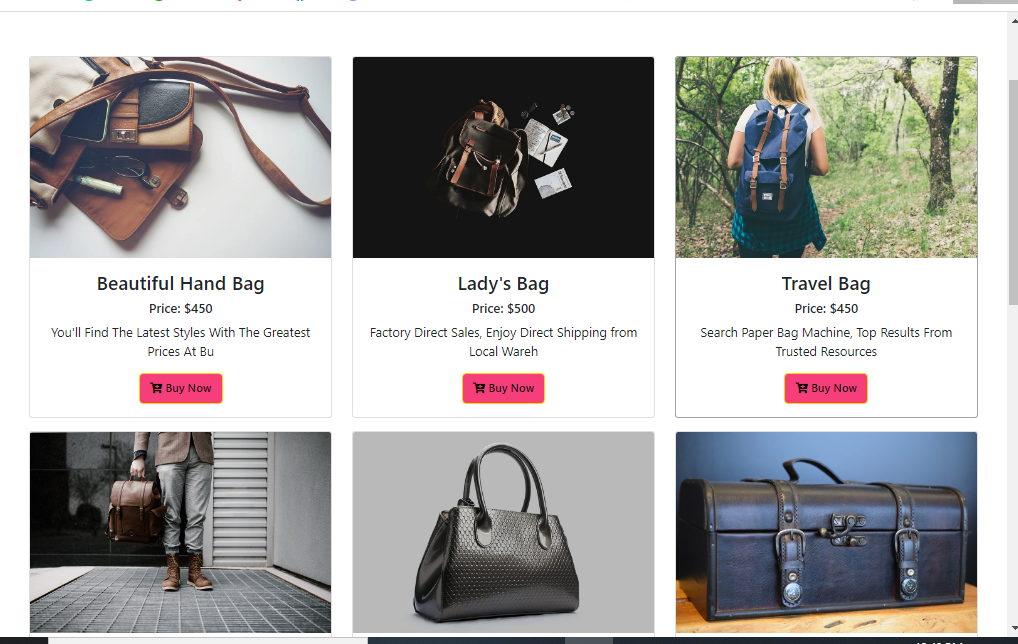 Beautiful Hand Bag
Price: $450
You'll Find The Latest Styles With The Greatest
Prices At Bu
Buy Now
Lady's Bag
Price: $500
Factory Direct Sales, Enjoy Direct Shipping from
Local Wareh
Buy Now
Travel Bag
Price: $450
Search Paper Bag Machine, Top Results From
Trusted Resources
Buy Now